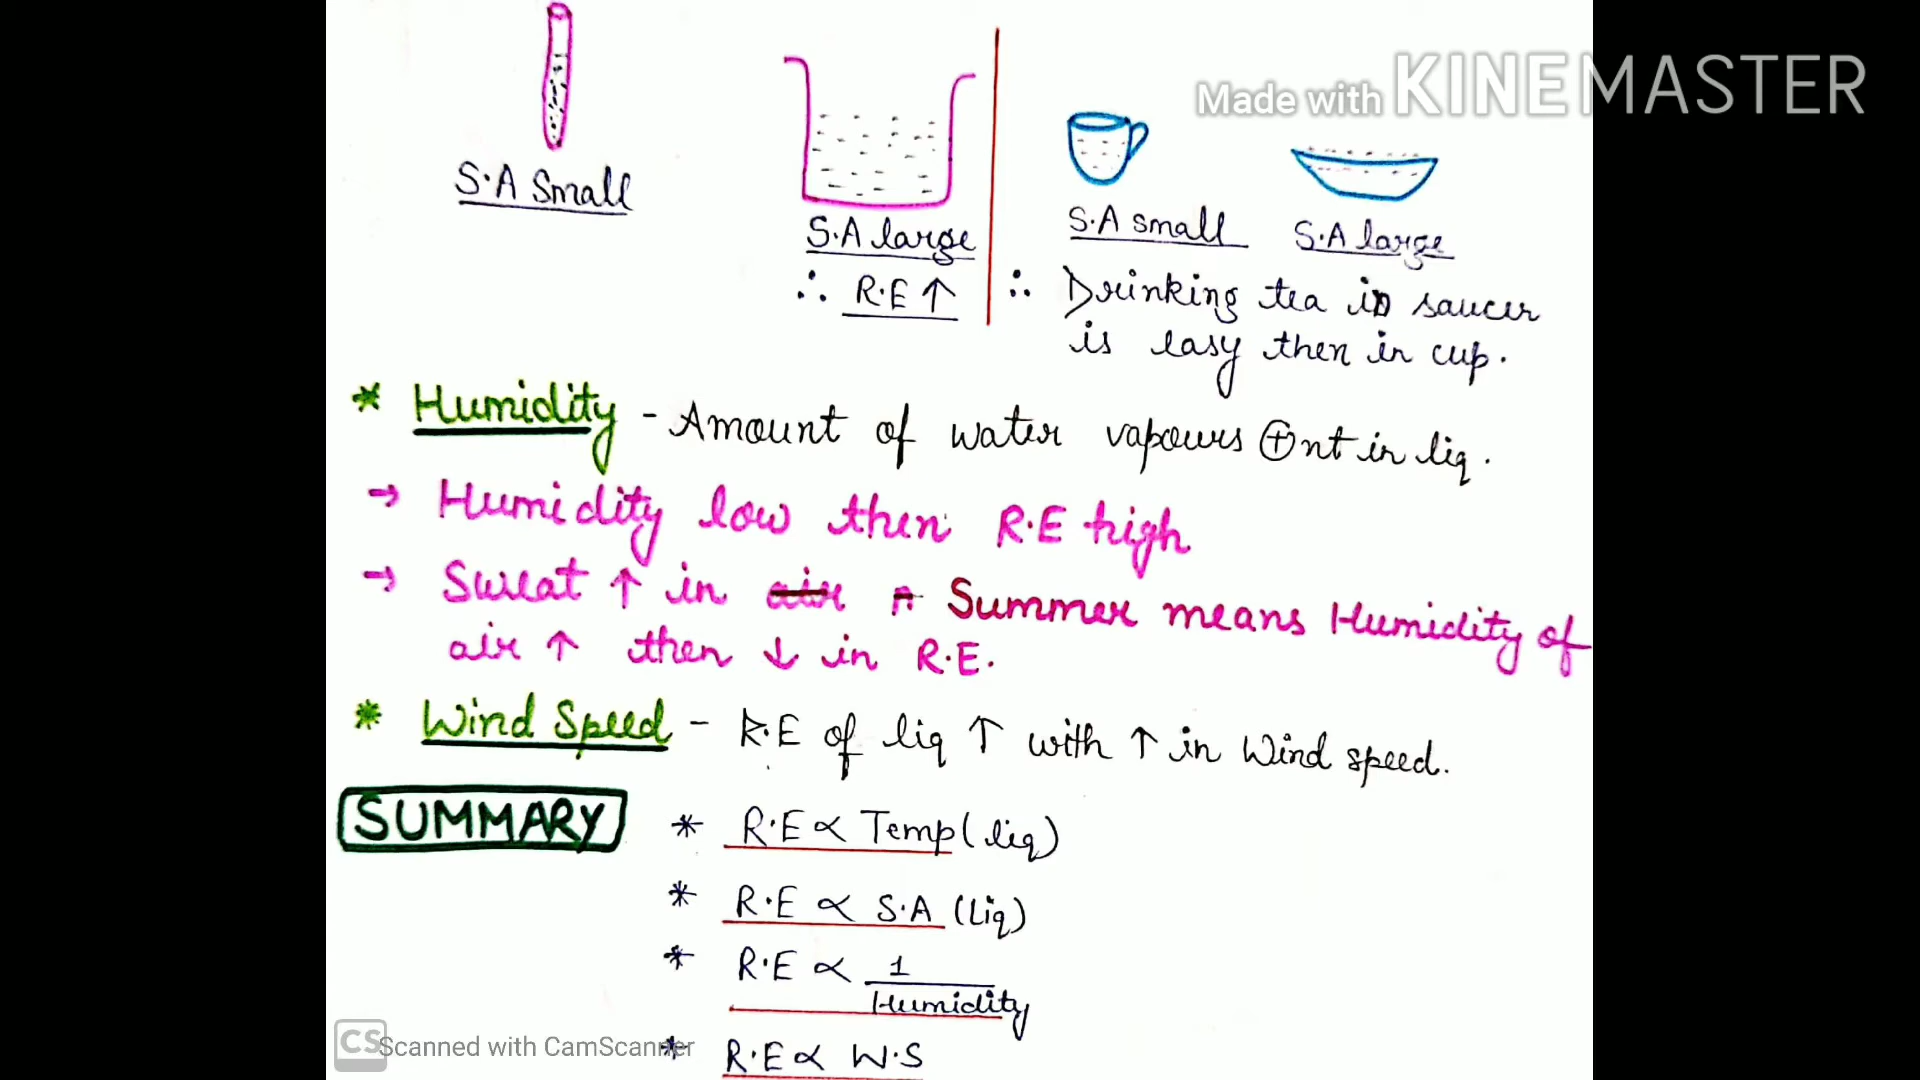 Made with KINEMASTER
S.A Small
S.A large
S.A small
S.A large
∴ R.E ↑
∴ Drinking tea in saucer
is easy then in cup.
* Humidity - Amount of water vapours ⊕nt in liq.
→ Humidity low then R.E high
→ Sweat ↑ in air Summer means Humidity of
air ↑ then ↓ in R.E.
* Wind Speed - R.E of liq ↑ with ↑ in Wind speed.
SUMMARY
* R.E ∝ Temp (liq)
* R.E ∝ S.A (Liq)
* R.E ∝ 1
Humidity
* R.E ∝ W.S
CS Scanned with CamScanner